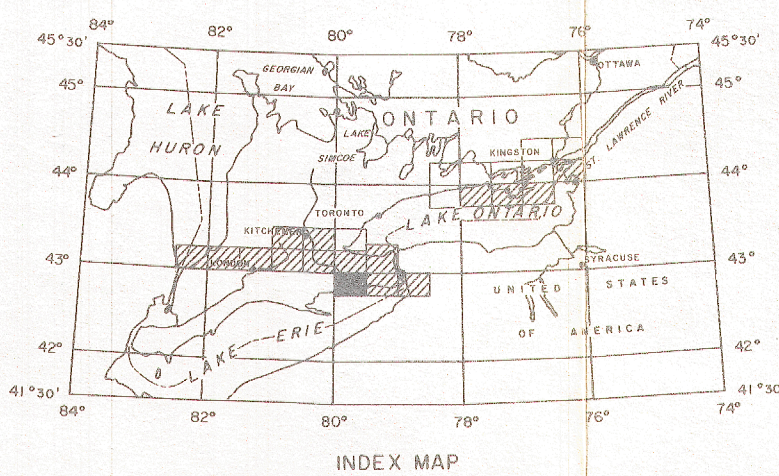 82° 80° 78° 76° 74°
45°30' 45°30'
GEORGIAN
BAY
OTTAWA
45° 45°
LAKE
HURON
ONTARIO
LAKE
SIMCOE
KINGSTON
ST. LAWRENCE RIVER
44° 44°
TORONTO
LAKE ONTARIO
KITCHENER
LONDON
SYRACUSE
43° 43°
UNITED STATES
OF AMERICA
LAKE ERIE
42° 42°
41°30' 41°30'
84° 82° 80° 78° 76° 74°
INDEX MAP